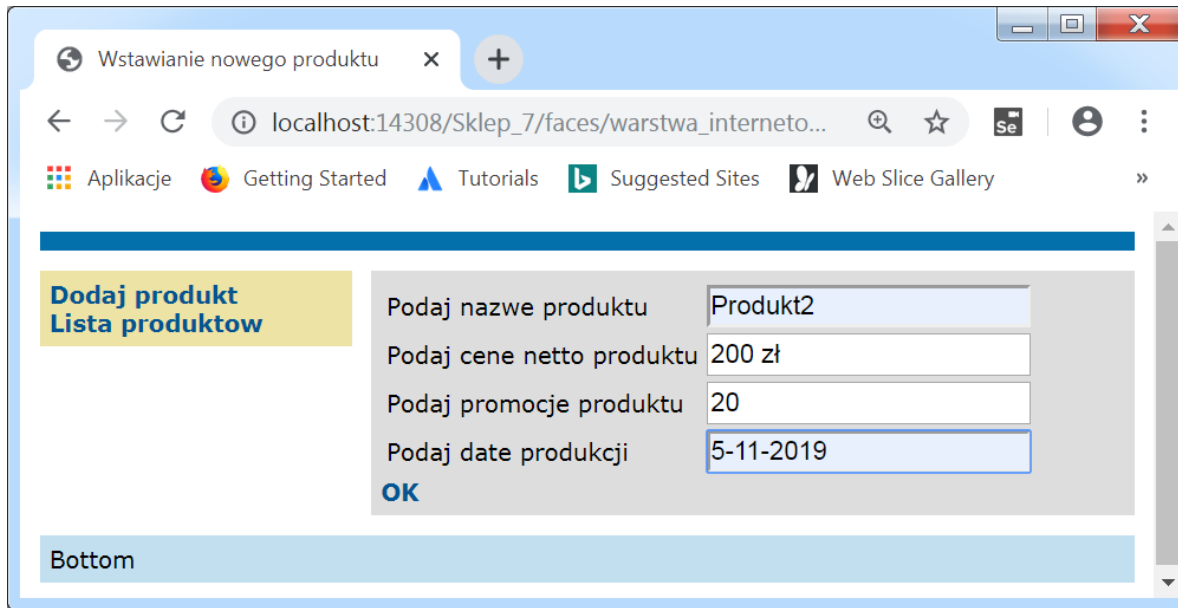 Wstawianie nowego produktu
localhost:14308/Sklep_7/faces/warstwa_interneto...
Se
Aplikacje Getting Started Tutorials Suggested Sites Web Slice Gallery »
Dodaj produkt
Lista produktow
Podaj nazwe produktu Produkt2
Podaj cene netto produktu 200 zł
Podaj promocje produktu 20
Podaj date produkcji 5-11-2019
OK
Bottom